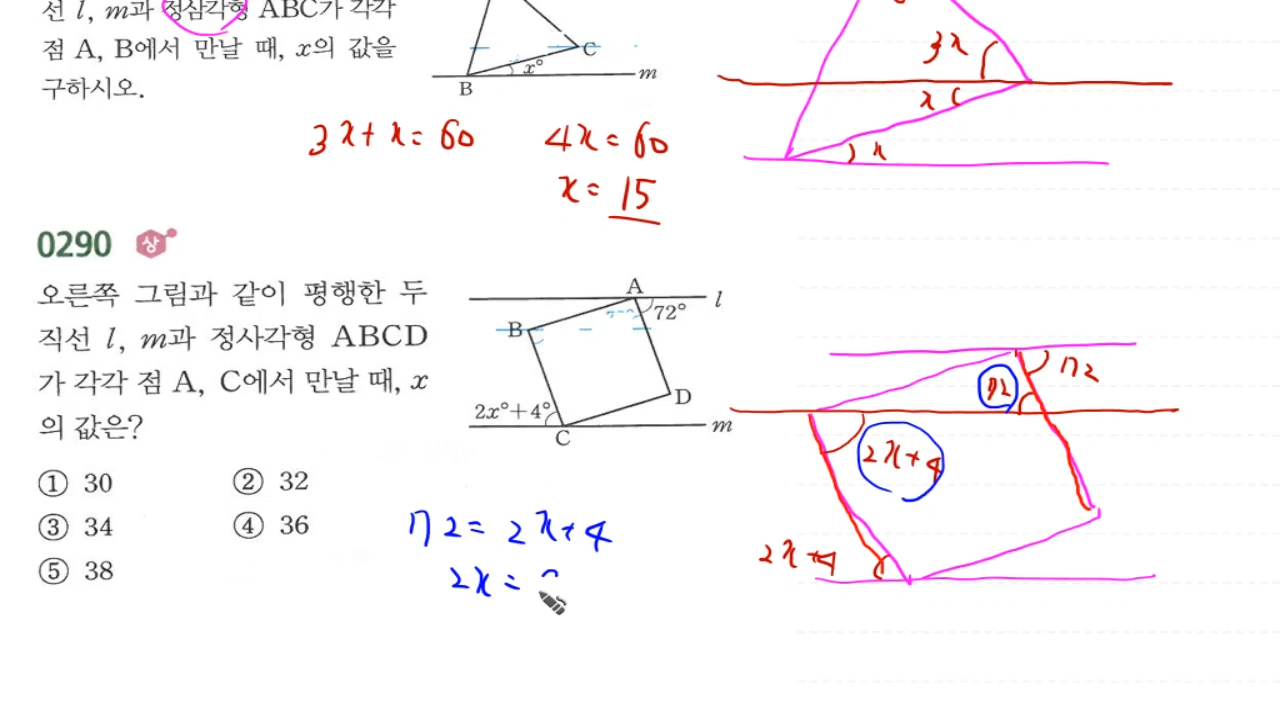 선 l, m과 정삼각형 ABC가 각각
점 A, B에서 만날 때, x의 값을
구하시오.
C
x°
m
B
3x
x
x
3x+x=60
4x=60
x=15
0290 상
오른쪽 그림과 같이 평행한 두
직선 l, m과 정사각형 ABCD
가 각각 점 A, C에서 만날 때, x
의 값은?
① 30 ② 32
③ 34 ④ 36
⑤ 38
A
l
72°
B
D
2x°+4°
m
C
72
72
2x+4
2x+4
72=2x+4
2x=